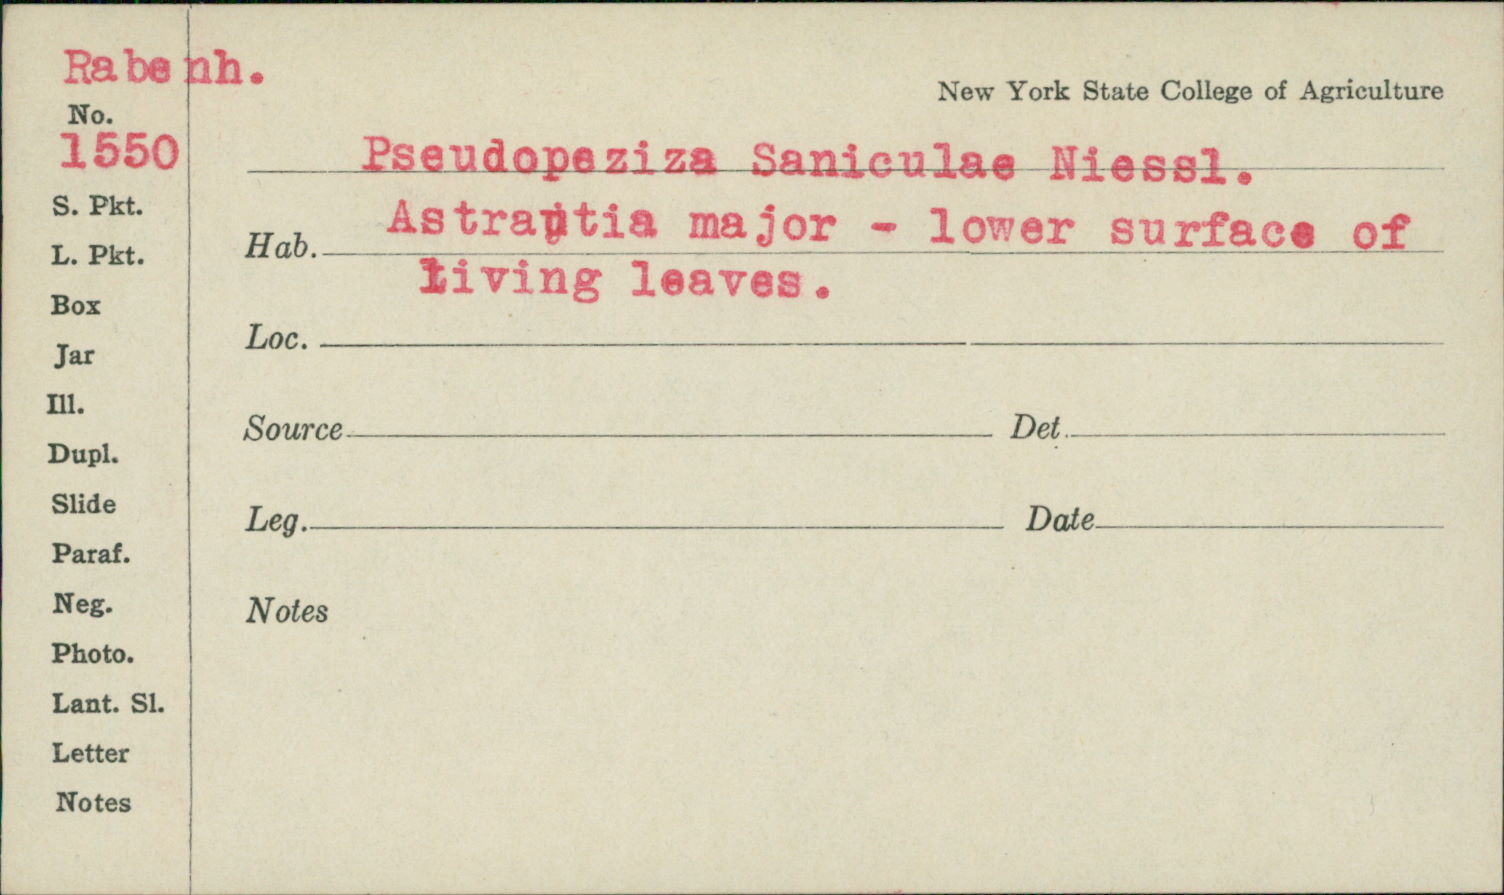 Rabenh.
New York State College of Agriculture
No.
1550
Pseudopeziza Saniculae Niessl.
S. Pkt.
Hab. Astrantia major - lower surface of
living leaves.
L. Pkt.
Box
Loc.
Jar
Ill.
Source Det.
Dupl.
Slide
Leg. Date
Paraf.
Neg.
Notes
Photo.
Lant. Sl.
Letter
Notes